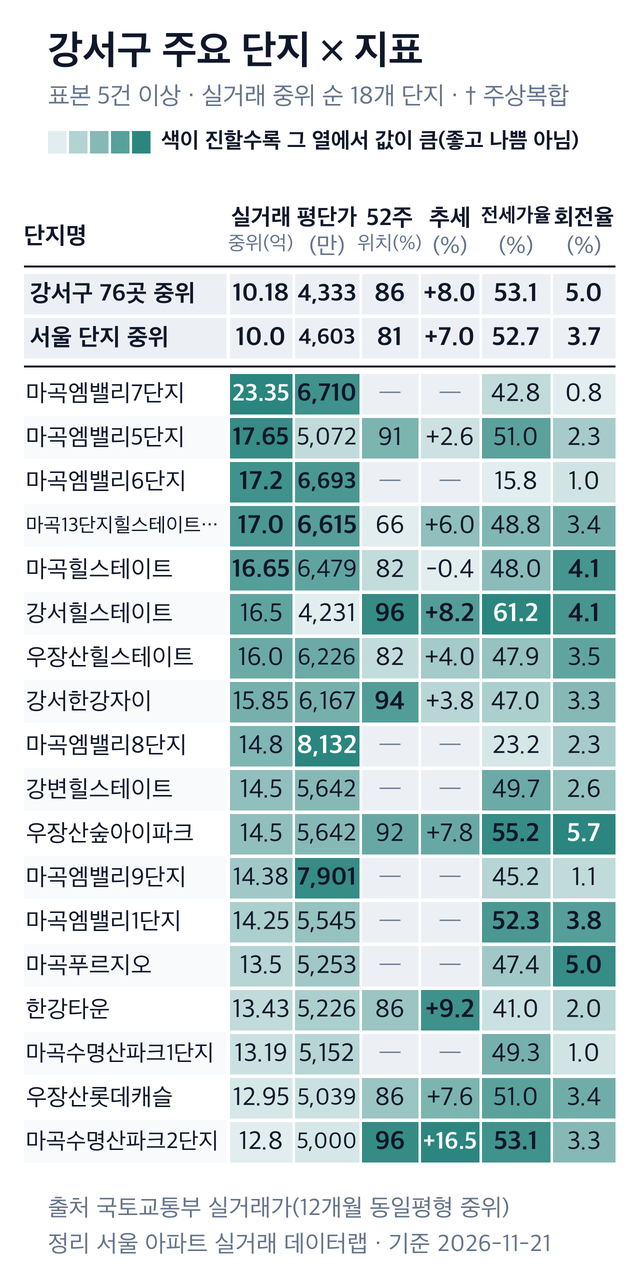 강서구 주요 단지 × 지표
표본 5건 이상 · 실거래 중위 순 18개 단지 · † 주상복합
색이 진할수록 그 열에서 값이 큼(좋고 나쁨 아님)
단지명 실거래 중위(억) 평단가 (만) 52주 위치(%) 추세 (%) 전세가율 (%) 회전율 (%)
강서구 76곳 중위 10.18 4,333 86 +8.0 53.1 5.0
서울 단지 중위 10.0 4,603 81 +7.0 52.7 3.7
마곡엠밸리7단지 23.35 6,710 — — 42.8 0.8
마곡엠밸리5단지 17.65 5,072 91 +2.6 51.0 2.3
마곡엠밸리6단지 17.2 6,693 — — 15.8 1.0
마곡13단지힐스테이트… 17.0 6,615 66 +6.0 48.8 3.4
마곡힐스테이트 16.65 6,479 82 -0.4 48.0 4.1
강서힐스테이트 16.5 4,231 96 +8.2 61.2 4.1
우장산힐스테이트 16.0 6,226 82 +4.0 47.9 3.5
강서한강자이 15.85 6,167 94 +3.8 47.0 3.3
마곡엠밸리8단지 14.8 8,132 — — 23.2 2.3
강변힐스테이트 14.5 5,642 — — 49.7 2.6
우장산숲아이파크 14.5 5,642 92 +7.8 55.2 5.7
마곡엠밸리9단지 14.38 7,901 — — 45.2 1.1
마곡엠밸리1단지 14.25 5,545 — — 52.3 3.8
마곡푸르지오 13.5 5,253 — — 47.4 5.0
한강타운 13.43 5,226 86 +9.2 41.0 2.0
마곡수명산파크1단지 13.19 5,152 — — 49.3 1.0
우장산롯데캐슬 12.95 5,039 86 +7.6 51.0 3.4
마곡수명산파크2단지 12.8 5,000 96 +16.5 53.1 3.3
출처 국토교통부 실거래가(12개월 동일평형 중위)
정리 서울 아파트 실거래 데이터랩 · 기준 2026-11-21